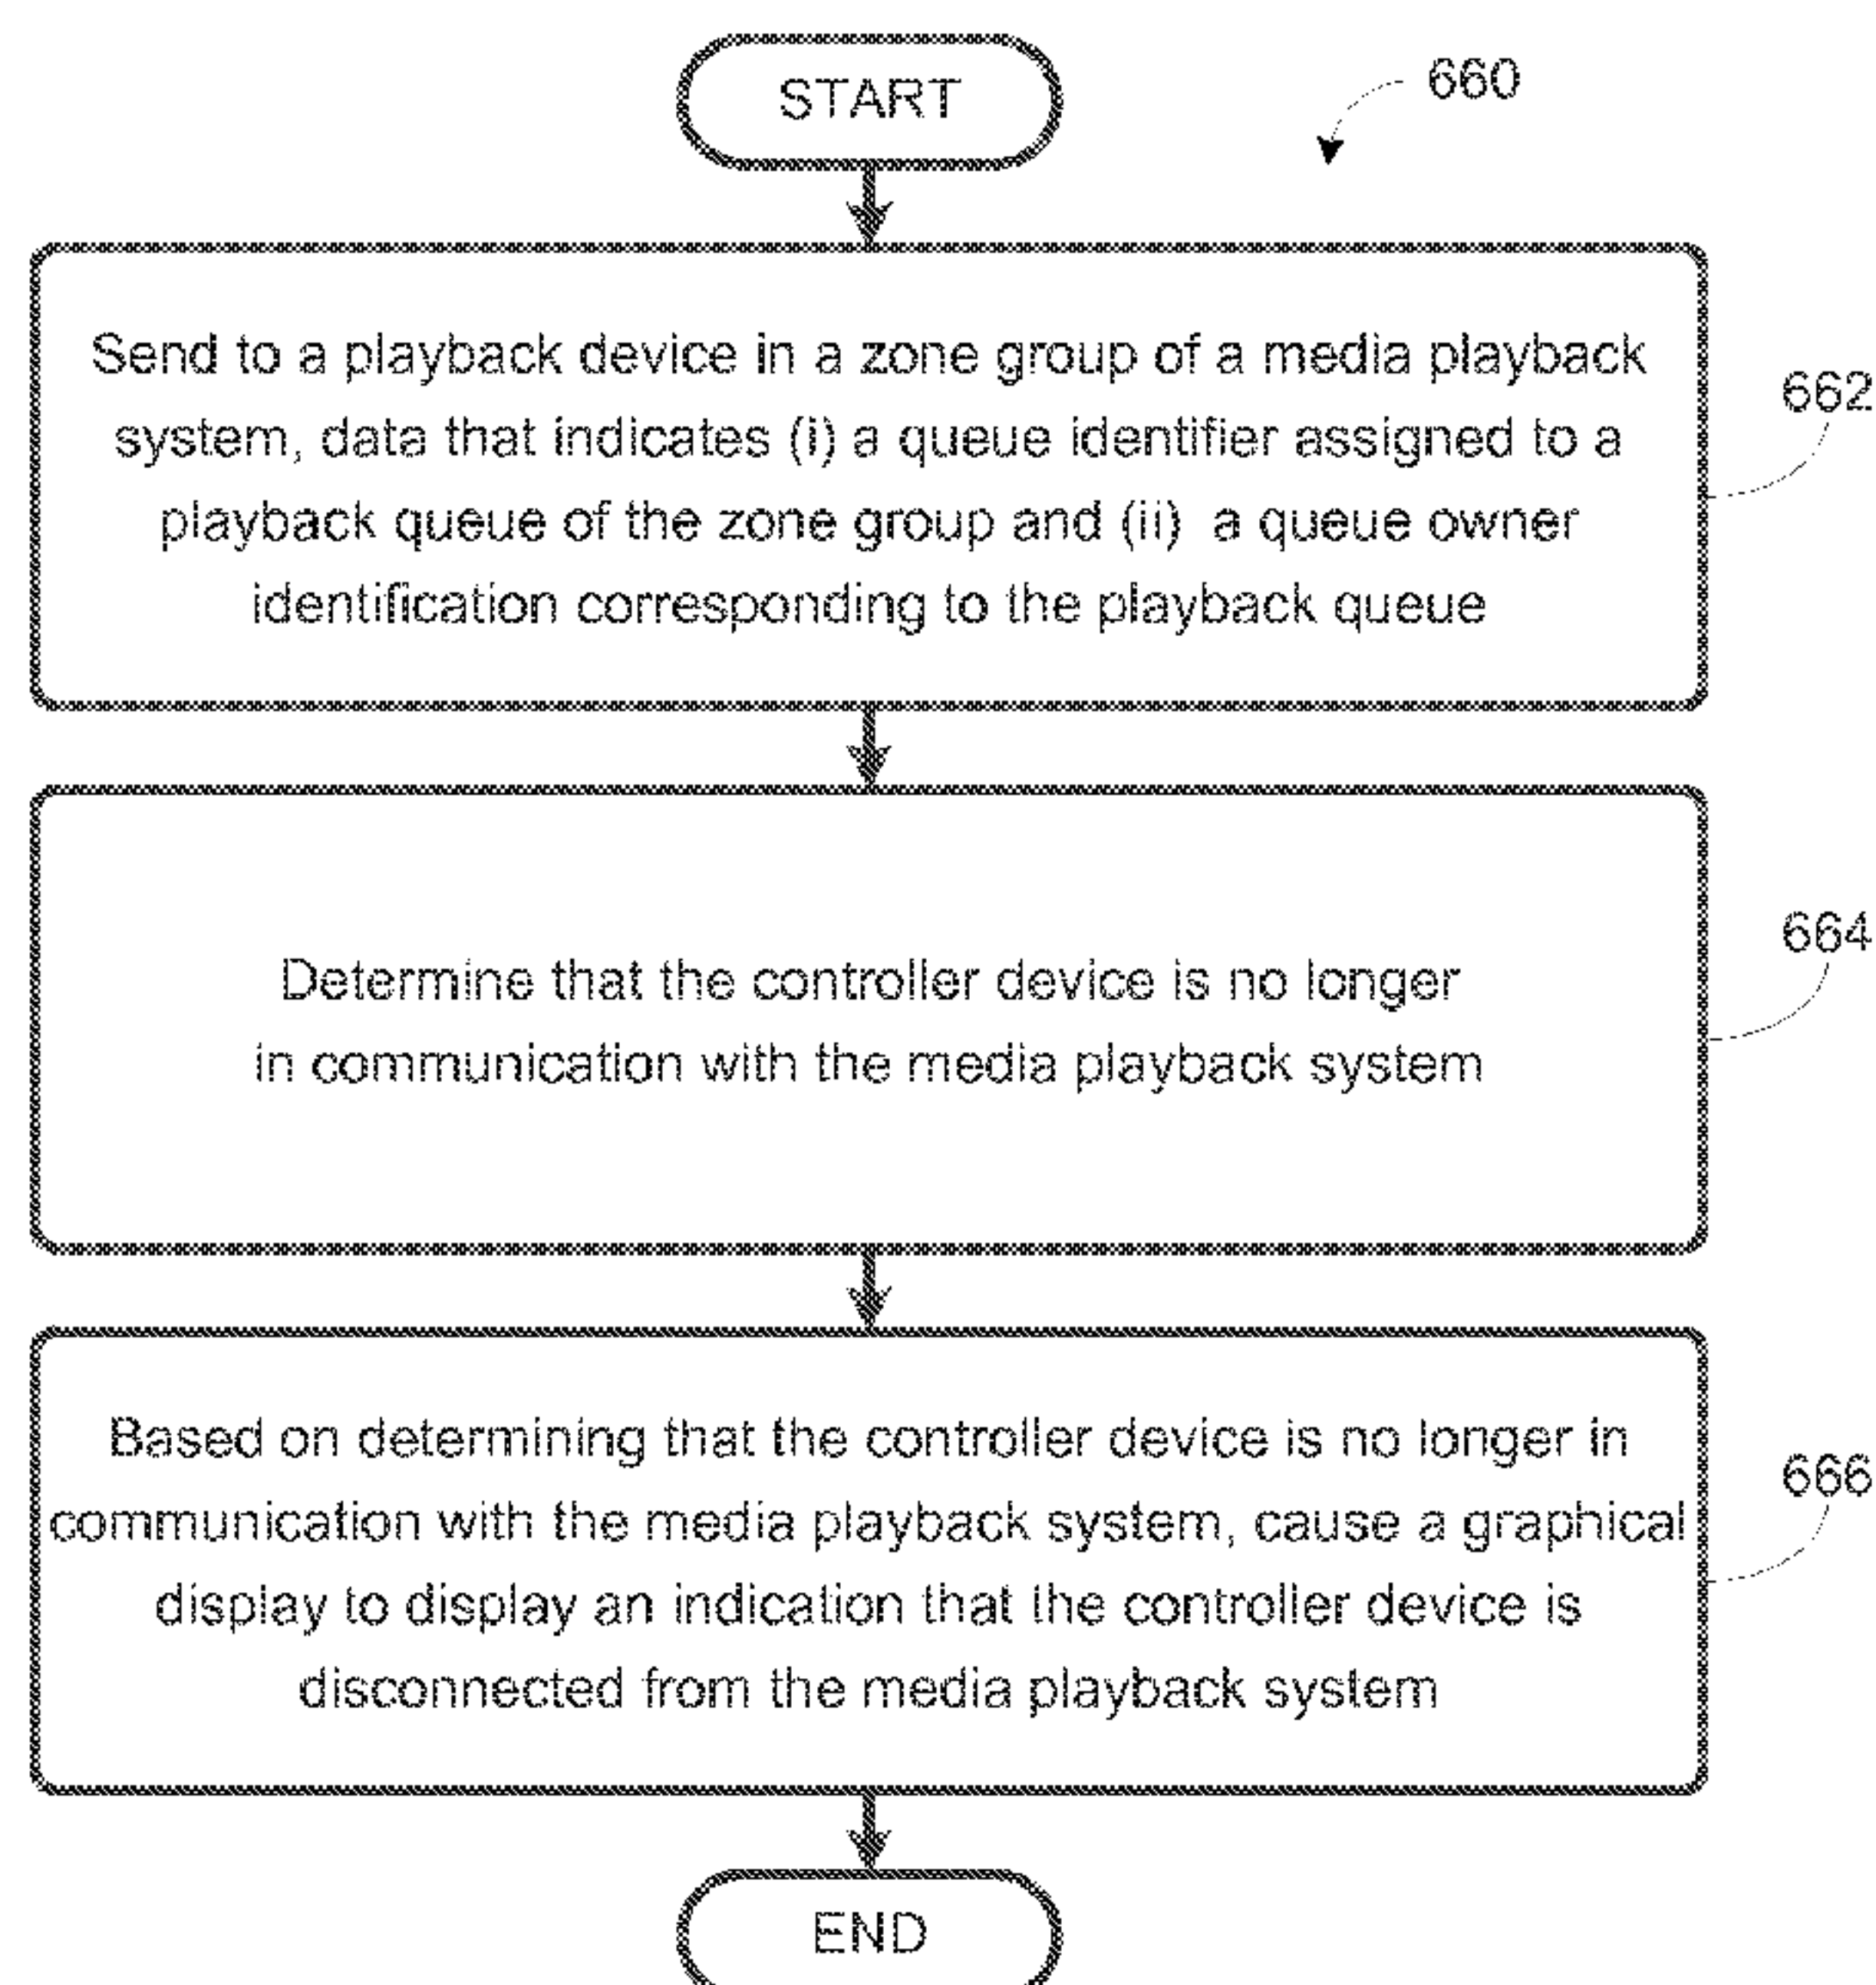 START
660
Send to a playback device in a zone group of a media playback
system, data that indicates (i) a queue identifier assigned to a
playback queue of the zone group and (ii) a queue owner
identification corresponding to the playback queue
662
Determine that the controller device is no longer
in communication with the media playback system
664
Based on determining that the controller device is no longer in
communication with the media playback system, cause a graphical
display to display an indication that the controller device is
disconnected from the media playback system
666
END